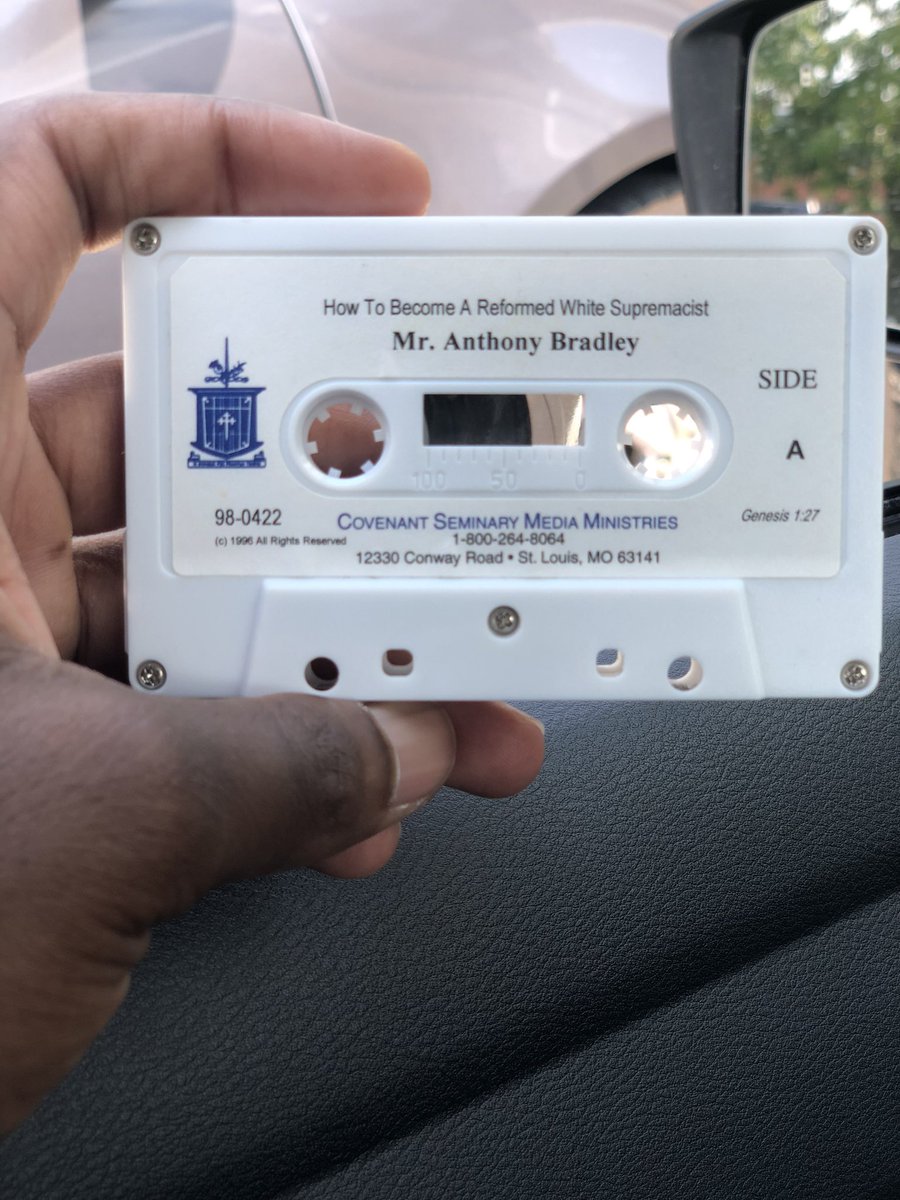 How To Become A Reformed White Supremacist
Mr. Anthony Bradley
SIDE
A
100 50 0
98-0422
(c) 1996 All Rights Reserved
COVENANT SEMINARY MEDIA MINISTRIES
1-800-264-8064
12330 Conway Road • St. Louis, MO 63141
Genesis 1:27